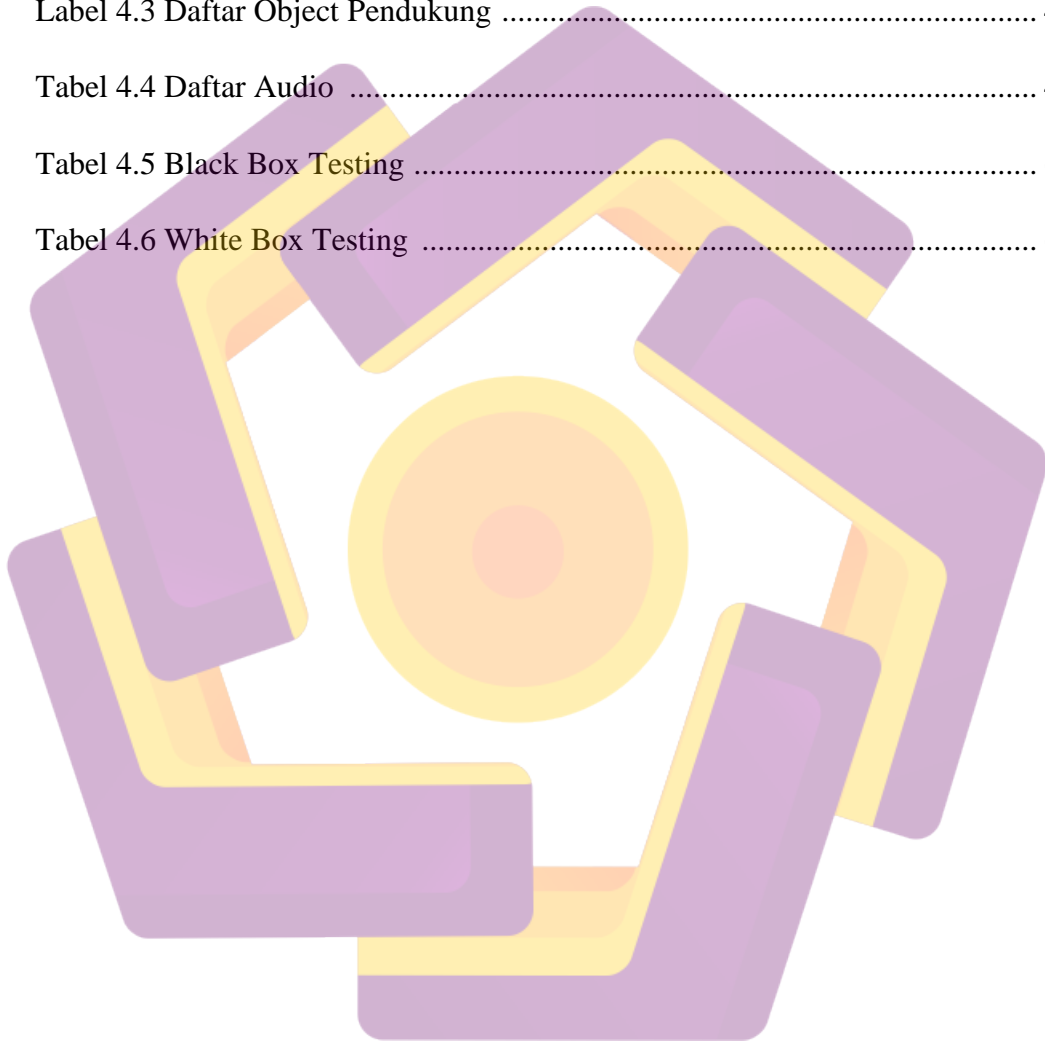 Label 4.3 Daftar Object Pendukung ....................................................................
Tabel 4.4 Daftar Audio .......................................................................................
Tabel 4.5 Black Box Testing ...............................................................................
Tabel 4.6 White Box Testing ..............................................................................